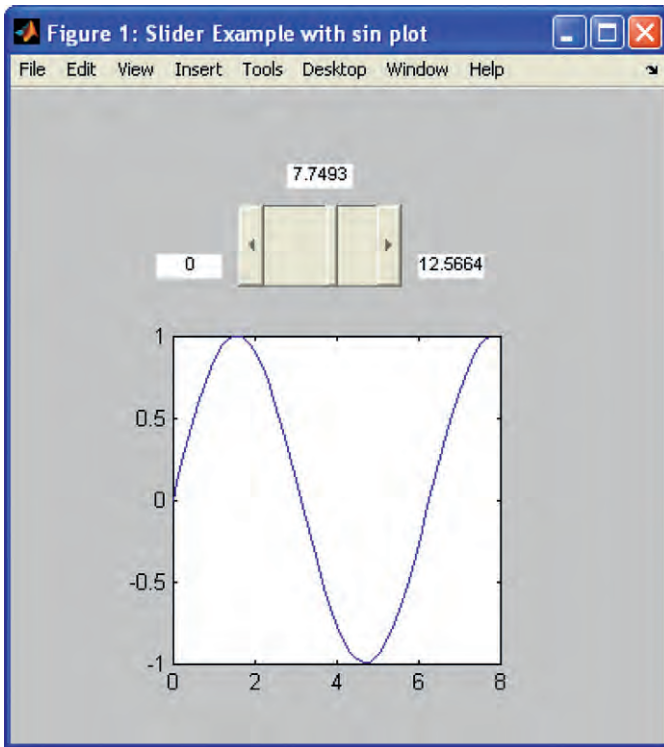 Figure 1: Slider Example with sin plot
File Edit View Insert Tools Desktop Window Help
7.7493
0
12.5664
1
0.5
0
-0.5
-1
0 2 4 6 8